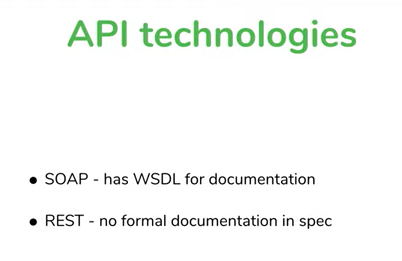 API technologies
● SOAP - has WSDL for documentation
● REST - no formal documentation in spec